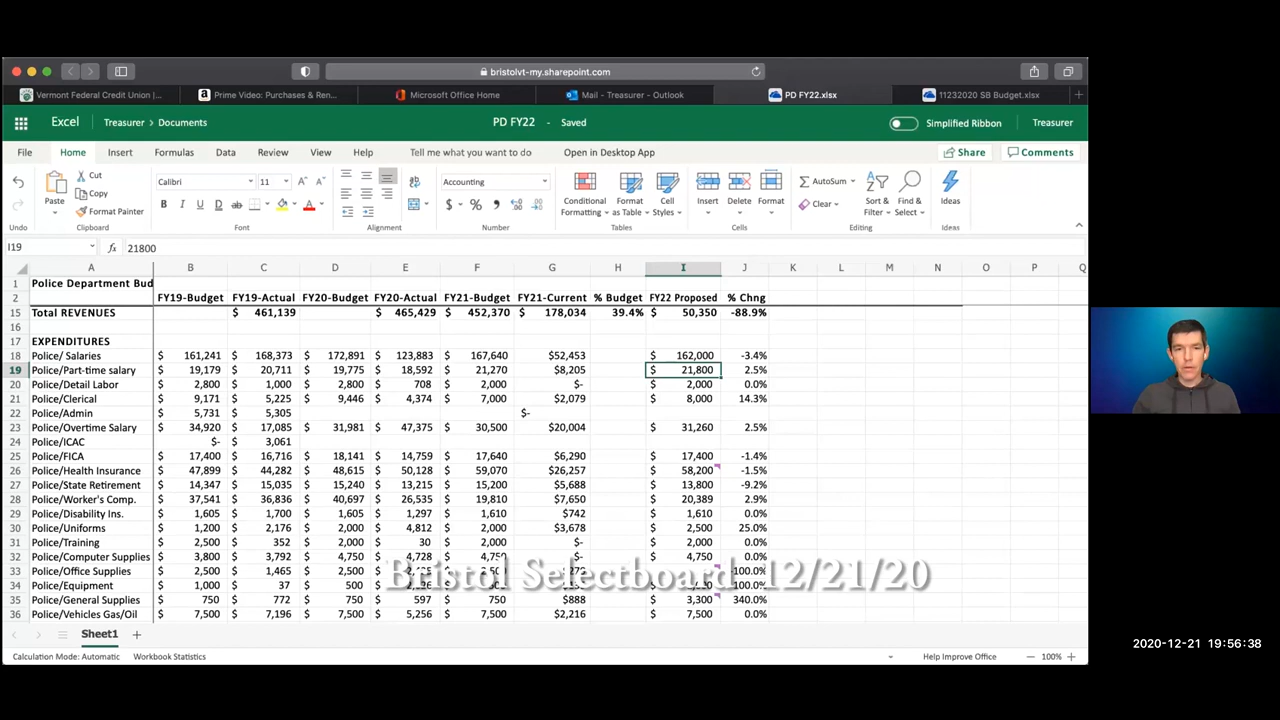 bristolvt-my.sharepoint.com
Vermont Federal Credit Union |...
Prime Video: Purchases & Ren...
Microsoft Office Home
Mail - Treasurer - Outlook
PD FY22.xlsx
11232020 SB Budget.xlsx
Excel
Treasurer > Documents
PD FY22 - Saved
Simplified Ribbon
Treasurer
File Home Insert Formulas Data Review View Help Tell me what you want to do Open in Desktop App Share Comments
Paste Cut Copy Format Painter
Calibri 11
Accounting
Conditional Formatting Format as Table Cell Styles
Insert Delete Format
AutoSum Clear Sort & Filter Find & Select
Ideas
Undo Clipboard Font Alignment Number Tables Cells Editing Ideas
I19 fx 21800
A B C D E F G H I J K L M N O P Q
1 Police Department Bud
2 FY19-Budget FY19-Actual FY20-Budget FY20-Actual FY21-Budget FY21-Current % Budget FY22 Proposed % Chng
15 Total REVENUES $ 461,139 $ 465,429 $ 452,370 $ 178,034 39.4% $ 50,350 -88.9%
16
17 EXPENDITURES
18 Police/ Salaries $ 161,241 $ 168,373 $ 172,891 $ 123,883 $ 167,640 $52,453 $ 162,000 -3.4%
19 Police/Part-time salary $ 19,179 $ 20,711 $ 19,775 $ 18,592 $ 21,270 $8,205 $ 21,800 2.5%
20 Police/Detail Labor $ 2,800 $ 1,000 $ 2,800 $ 708 $ 2,000 $- $ 2,000 0.0%
21 Police/Clerical $ 9,171 $ 5,225 $ 9,446 $ 4,374 $ 7,000 $2,079 $ 8,000 14.3%
22 Police/Admin $ 5,731 $ 5,305 $-
23 Police/Overtime Salary $ 34,920 $ 17,085 $ 31,981 $ 47,375 $ 30,500 $20,004 $ 31,260 2.5%
24 Police/ICAC $- $ 3,061
25 Police/FICA $ 17,400 $ 16,716 $ 18,141 $ 14,759 $ 17,640 $6,290 $ 17,400 -1.4%
26 Police/Health Insurance $ 47,899 $ 44,282 $ 48,615 $ 50,128 $ 59,070 $26,257 $ 58,200 -1.5%
27 Police/State Retirement $ 14,347 $ 15,035 $ 15,240 $ 13,215 $ 15,200 $5,688 $ 13,800 -9.2%
28 Police/Worker's Comp. $ 37,541 $ 36,836 $ 40,697 $ 26,535 $ 19,810 $7,650 $ 20,389 2.9%
29 Police/Disability Ins. $ 1,605 $ 1,700 $ 1,605 $ 1,297 $ 1,610 $742 $ 1,610 0.0%
30 Police/Uniforms $ 1,200 $ 2,176 $ 2,000 $ 4,812 $ 2,000 $3,678 $ 2,500 25.0%
31 Police/Training $ 2,500 $ 352 $ 2,000 $ 30 $ 2,000 $- $ 2,000 0.0%
32 Police/Computer Supplies $ 3,800 $ 3,792 $ 4,750 $ 4,728 $ 4,750 $- $ 4,750 0.0%
33 Police/Office Supplies $ 2,500 $ 1,465 $ 2,500 -100.0%
34 Police/Equipment $ 1,000 $ 37 $ 500
35 Police/General Supplies $ 750 $ 772 $ 750 $ 597 $ 750 $888 $ 3,300 340.0%
36 Police/Vehicles Gas/Oil $ 7,500 $ 7,196 $ 7,500 $ 5,256 $ 7,500 $2,216 $ 7,500 0.0%
Bristol Selectboard 12/21/20
Sheet1
Calculation Mode: Automatic Workbook Statistics Help Improve Office 100%
2020-12-21 19:56:38